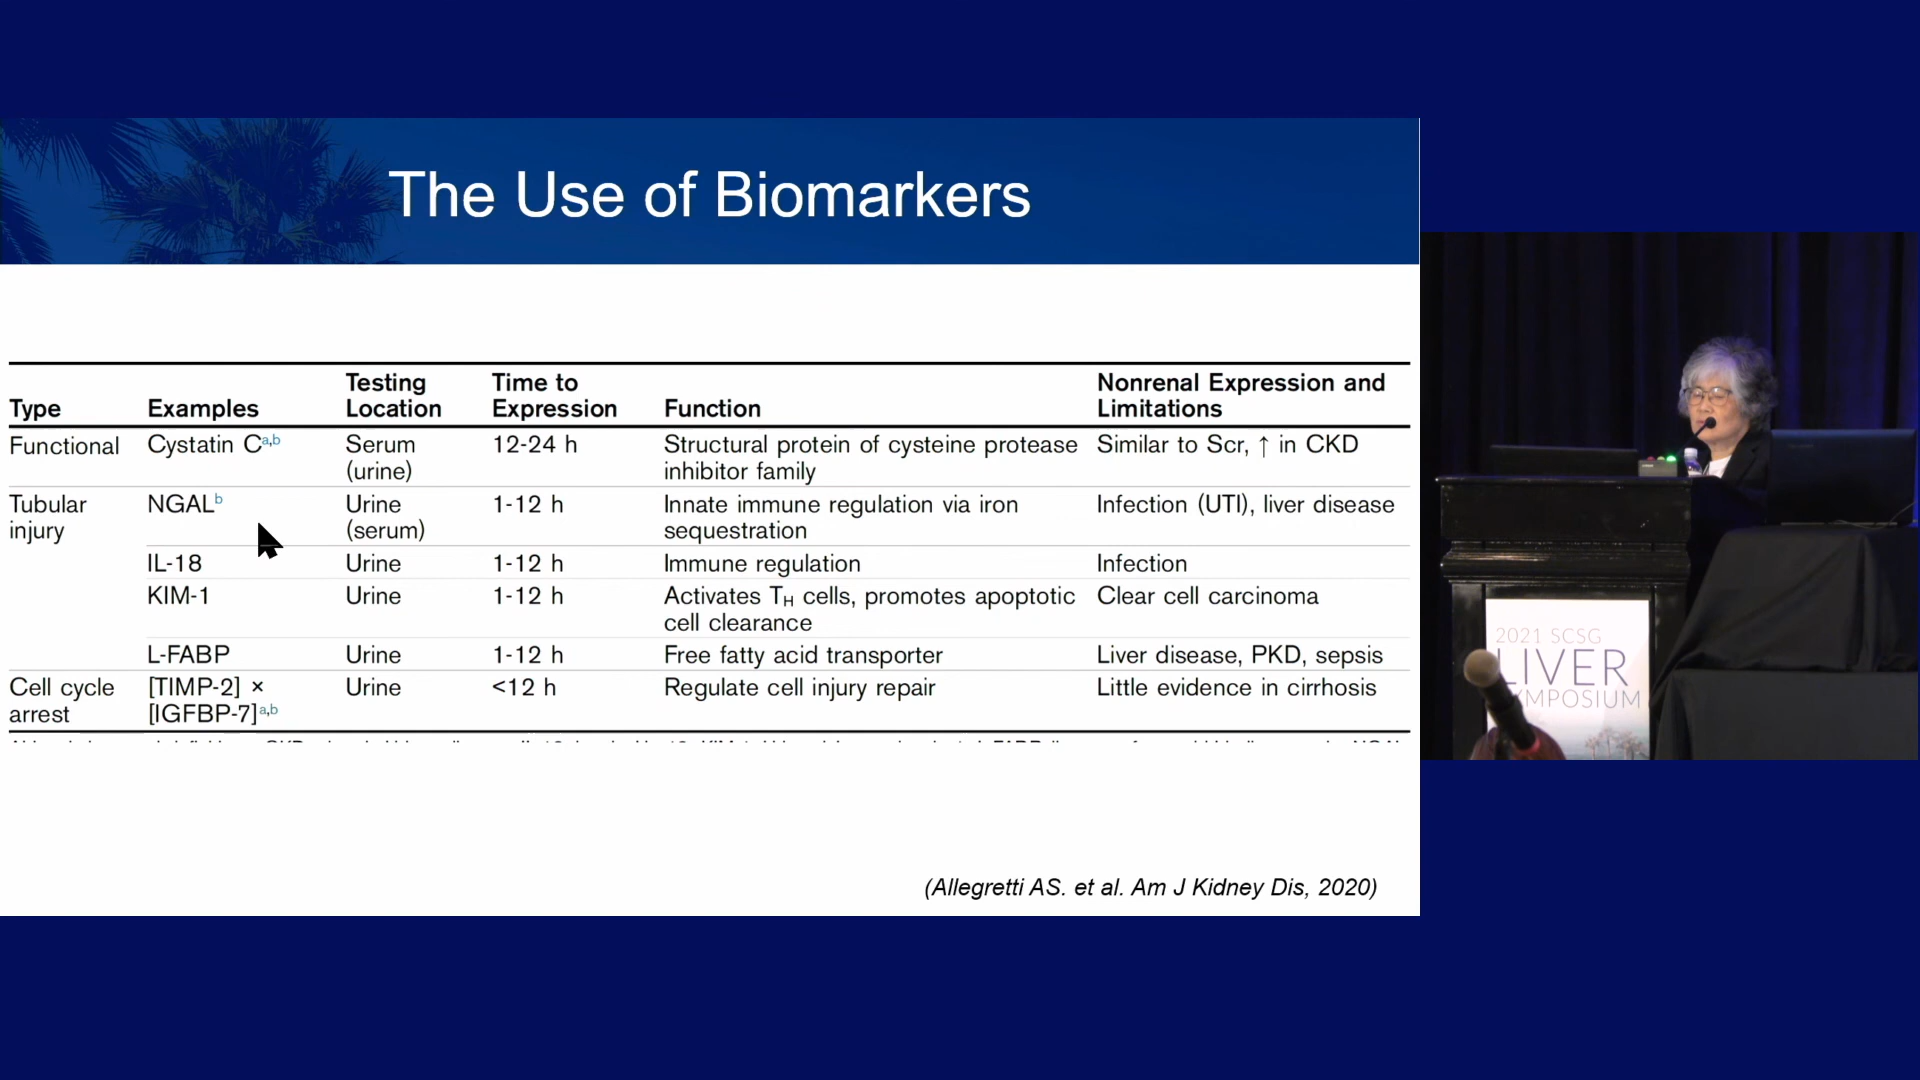 The Use of Biomarkers
Type Examples Testing Location Time to Expression Function Nonrenal Expression and Limitations
Functional Cystatin Ca,b Serum (urine) 12-24 h Structural protein of cysteine protease inhibitor family Similar to Scr, ↑ in CKD
Tubular injury NGALb Urine (serum) 1-12 h Innate immune regulation via iron sequestration Infection (UTI), liver disease
IL-18 Urine 1-12 h Immune regulation Infection
KIM-1 Urine 1-12 h Activates TH cells, promotes apoptotic cell clearance Clear cell carcinoma
L-FABP Urine 1-12 h Free fatty acid transporter Liver disease, PKD, sepsis
Cell cycle arrest [TIMP-2] × [IGFBP-7]a,b Urine <12 h Regulate cell injury repair Little evidence in cirrhosis
(Allegretti AS. et al. Am J Kidney Dis, 2020)
2021 SCSG
LIVER
SYMPOSIUM